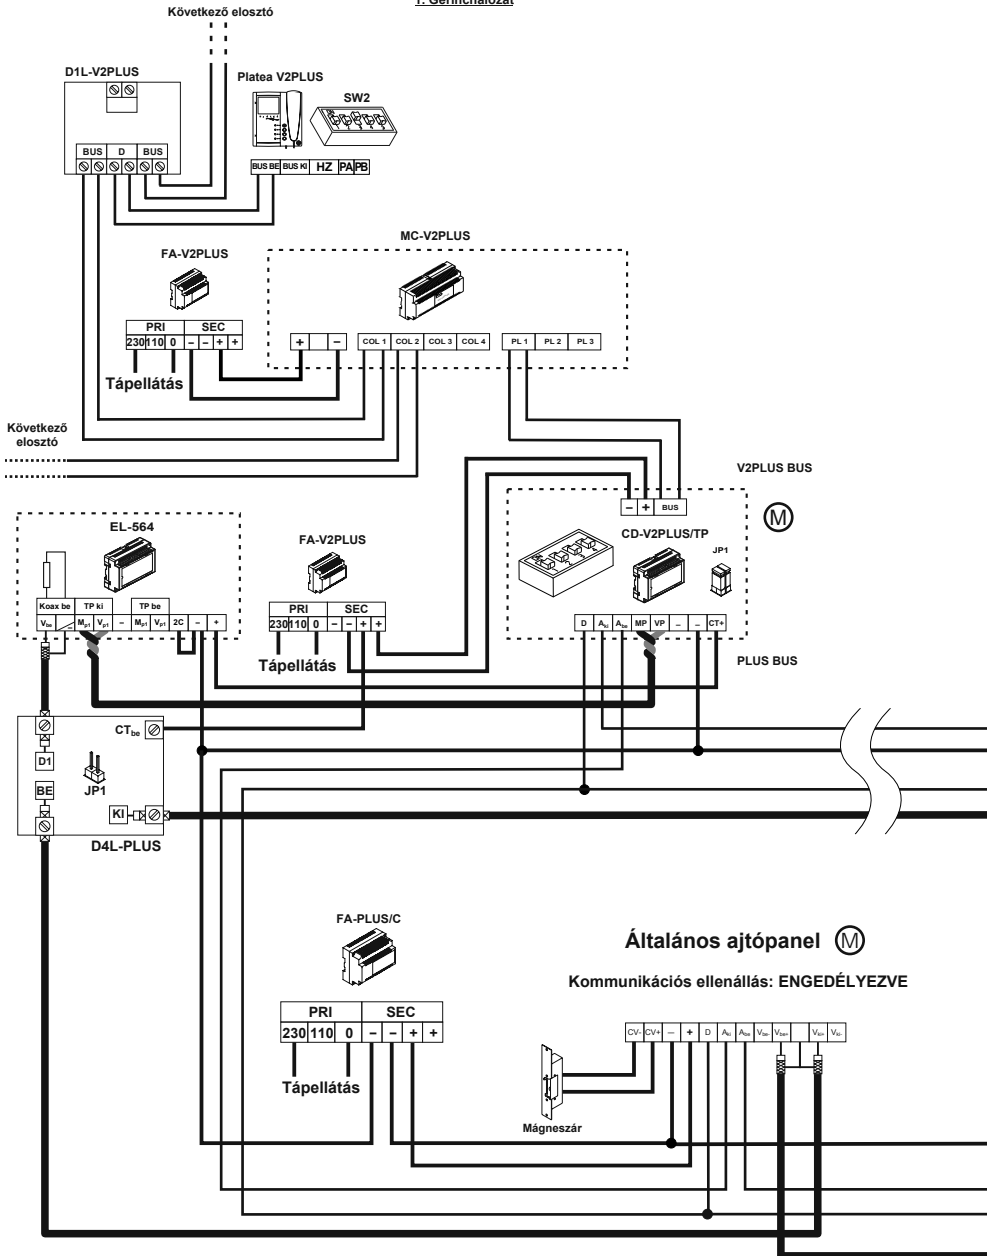 1. Gerinchálózat
Következő elosztó
D1L-V2PLUS
Platea V2PLUS
SW2
BUS D BUS
BUS BE BUS KI HZ PA PB
MC-V2PLUS
FA-V2PLUS
PRI SEC
230 110 0 – – + +
+ –
COL 1 COL 2 COL 3 COL 4
PL 1 PL 2 PL 3
Tápellátás
Következő
elosztó
V2PLUS BUS
– + BUS
M
EL-564
FA-V2PLUS
CD-V2PLUS/TP
JP1
Koax be TP ki TP be
Vbe Mp1 Vp1 – Mp1 Vp1 2C – +
PRI SEC
230 110 0 – – + +
D Aki Abe MP VP – – CT+
Tápellátás
PLUS BUS
CTbe
D1
BE
JP1
KI
D4L-PLUS
FA-PLUS/C
Általános ajtópanel M
Kommunikációs ellenállás: ENGEDÉLYEZVE
PRI SEC
230 110 0 – – + +
CV- CV+ – + D Aki Abe Vbe- Vbe+ Vki+ Vki-
Tápellátás
Mágneszár